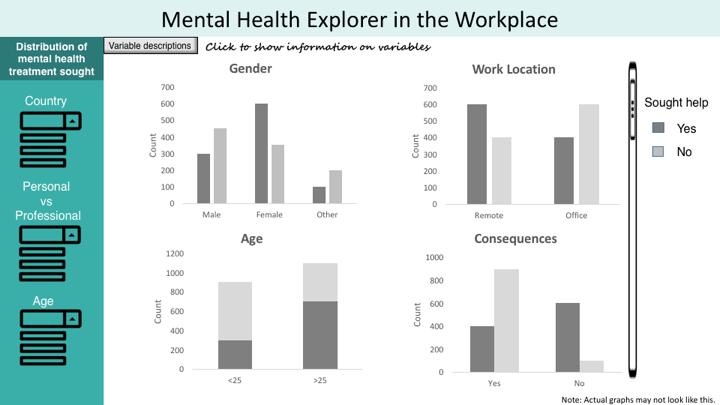 Mental Health Explorer in the Workplace
Distribution of
mental health
treatment sought
Variable descriptions
Click to show information on variables
Country
Personal
vs
Professional
Age
Gender
Count
700
600
500
400
300
200
100
0
Male
Female
Other
Work Location
Count
700
600
500
400
300
200
100
0
Remote
Office
Age
Count
1200
1000
800
600
400
200
0
<25
>25
Consequences
Count
1000
800
600
400
200
0
Yes
No
Sought help
Yes
No
Note: Actual graphs may not look like this.